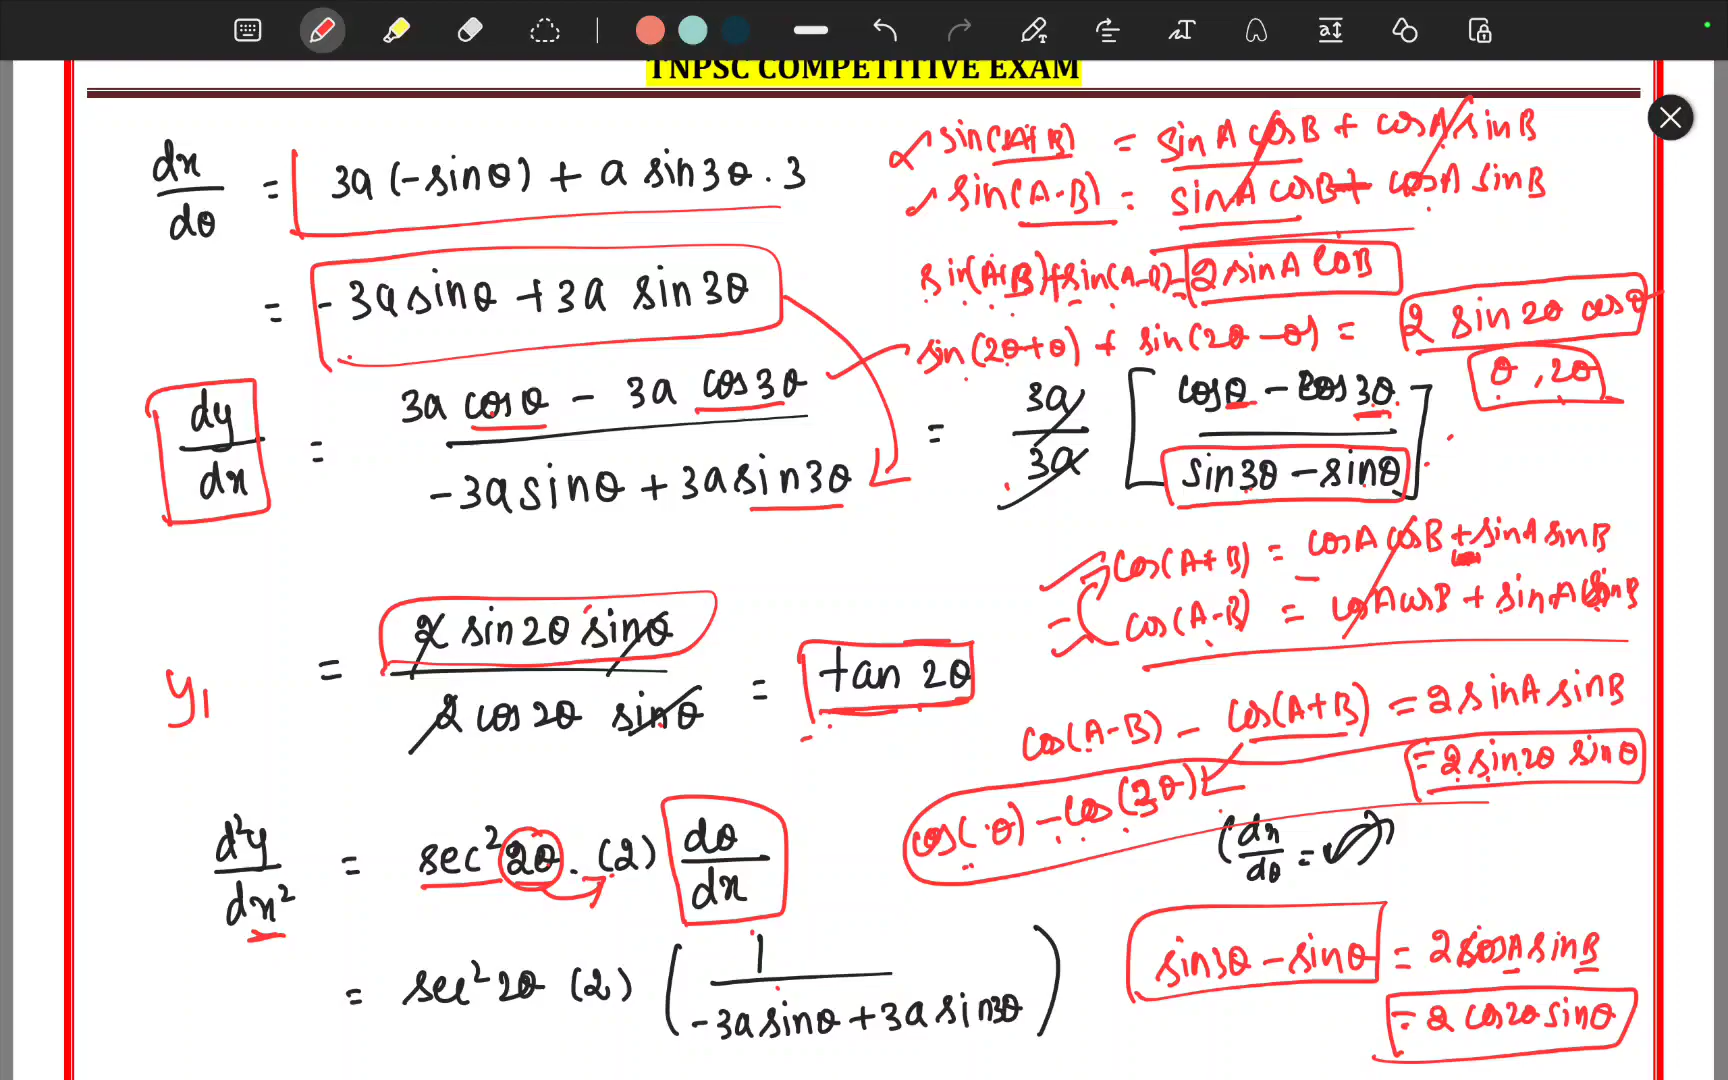 TNPSC COMPETITIVE EXAM
dx/dθ = 3a(-sinθ) + a sin3θ . 3
= -3a sinθ + 3a sin3θ
dy/dx = (3a cosθ - 3a cos3θ)/(-3a sinθ + 3a sin3θ) = 3a/3a [(cosθ - cos3θ)/(sin3θ - sinθ)]
y₁ = (2 sin2θ sinθ)/(2 cos2θ sinθ) = tan 2θ
d²y/dx² = sec²2θ . (2) dθ/dx
= sec²2θ (2) (1/(-3a sinθ + 3a sin3θ))
sin(A+B) = sinA cosB + cosA sinB
sin(A-B) = sinA cosB + cosA sinB
sin(A+B)+sin(A-B) = 2 sinA cosB
sin(2θ+θ) + sin(2θ-θ) = 2 sin2θ cosθ
θ, 2θ
cos(A+B) = cosA cosB + sinA sinB
cos(A-B) = cosA cosB + sinA sinB
cos(A-B) - cos(A+B) = 2 sinA sinB
cos(θ) - cos(3θ) = 2 sin2θ sinθ
(dx/dθ = )
sin3θ - sinθ = 2 cosA sinB
= 2 cos2θ sinθ